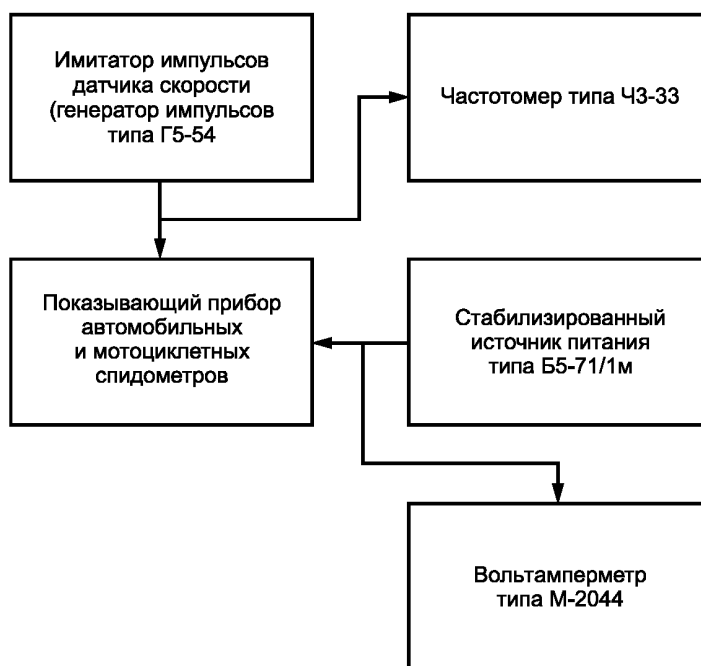 Имитатор импульсов
датчика скорости
(генератор импульсов
типа Г5-54
Частотомер типа ЧЗ-33
Показывающий прибор
автомобильных
и мотоциклетных
спидометров
Стабилизированный
источник питания
типа Б5-71/1м
Вольтамперметр
типа М-2044